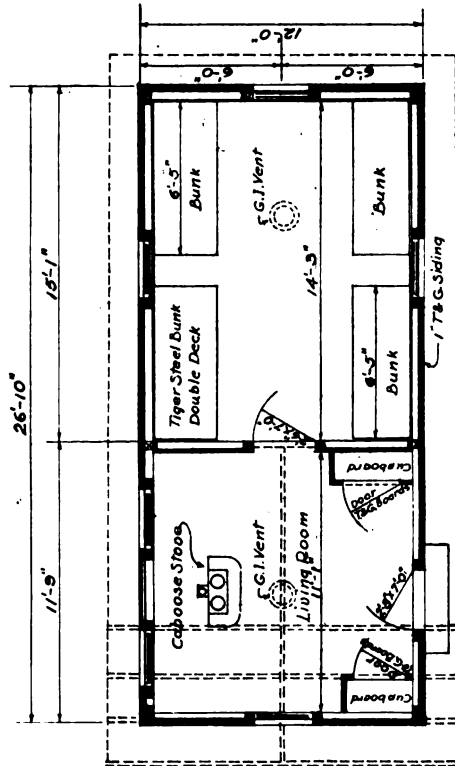 12'-0"
6'-0"
6'-0"
26'-10"
15'-1"
11'-9"
6'-5"
Bunk
G.I. Vent
Bunk
14'-3"
Tiger Steel Bunk
Double Deck
6'-5"
Bunk
1" T&G. Siding
Cupboard
Door
T&G. Boards
Caboose Stove
G.I. Vent
Living Room
11'-1"
Door
T&G. Boards
Cupboard